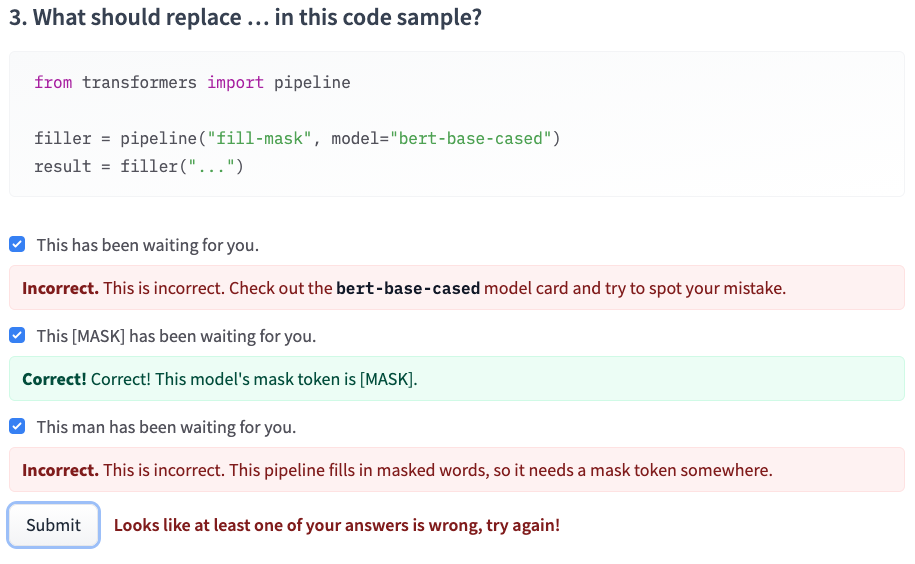 3. What should replace … in this code sample?
from transformers import pipeline
filler = pipeline("fill-mask", model="bert-base-cased")
result = filler("...")
This has been waiting for you.
Incorrect. This is incorrect. Check out the bert-base-cased model card and try to spot your mistake.
This [MASK] has been waiting for you.
Correct! Correct! This model's mask token is [MASK].
This man has been waiting for you.
Incorrect. This is incorrect. This pipeline fills in masked words, so it needs a mask token somewhere.
Submit Looks like at least one of your answers is wrong, try again!